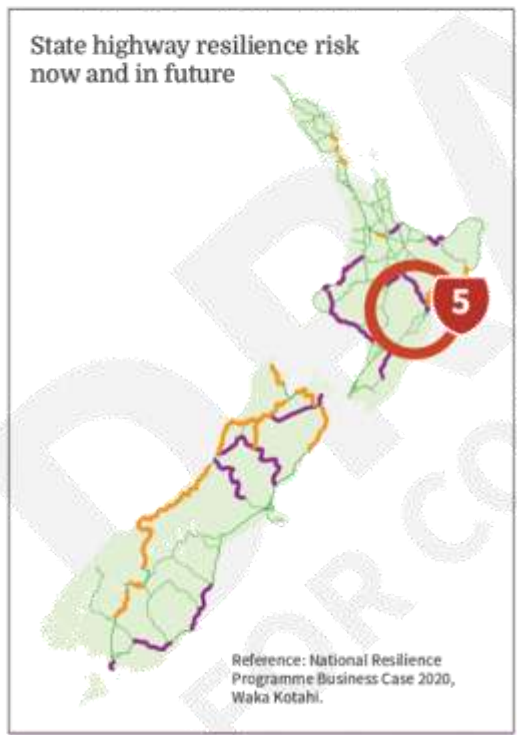 State highway resilience risk
now and in future
5
Reference: National Resilience
Programme Business Case 2020,
Waka Kotahi.